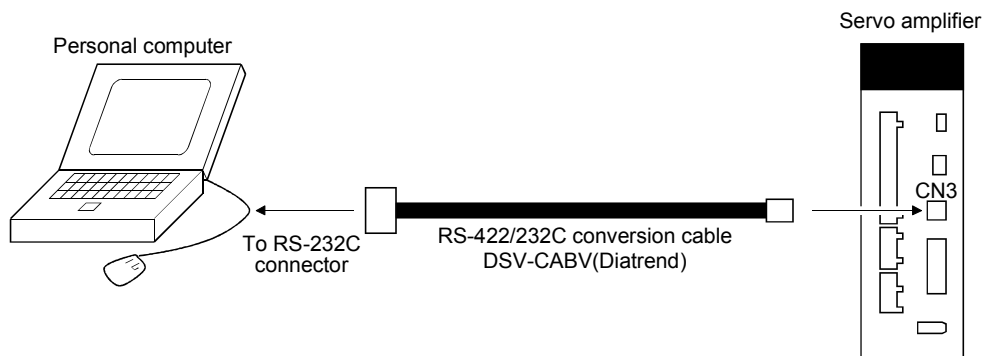 Servo amplifier
Personal computer
CN3
To RS-232C
connector
RS-422/232C conversion cable
DSV-CABV(Diatrend)